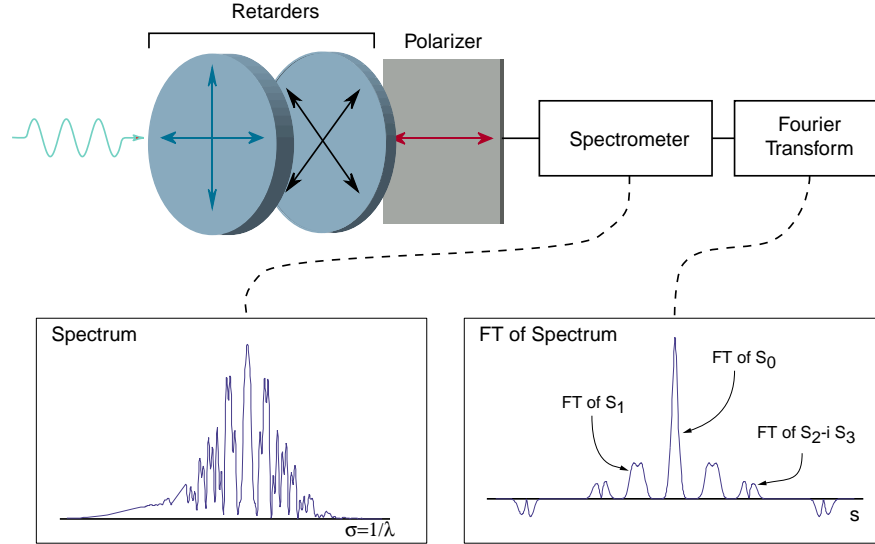 Retarders
Polarizer
Spectrometer
Fourier
Transform
Spectrum
σ=1/λ
FT of Spectrum
FT of S0
FT of S1
FT of S2-i S3
s